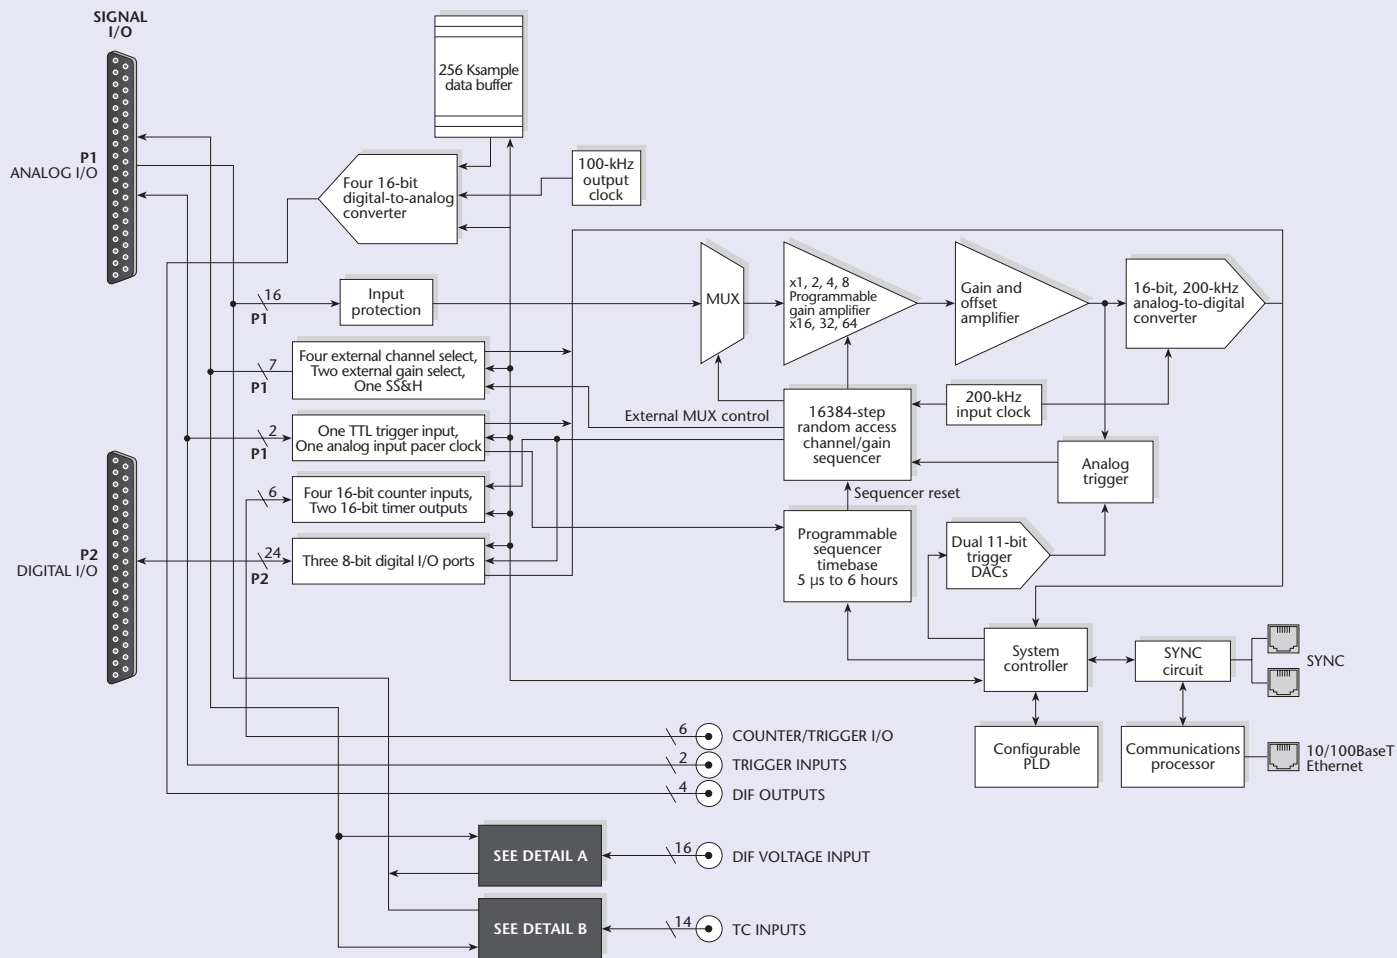 SIGNAL
I/O
P1
ANALOG I/O
P2
DIGITAL I/O
256 Ksample
data buffer
Four 16-bit
digital-to-analog
converter
100-kHz
output
clock
16
P1
Input
protection
MUX
x1, 2, 4, 8
Programmable
gain amplifier
x16, 32, 64
Gain and
offset
amplifier
16-bit, 200-kHz
analog-to-digital
converter
7
P1
Four external channel select,
Two external gain select,
One SS&H
External MUX control
16384-step
random access
channel/gain
sequencer
200-kHz
input clock
2
P1
One TTL trigger input,
One analog input pacer clock
Analog
trigger
6
Four 16-bit counter inputs,
Two 16-bit timer outputs
Sequencer reset
24
P2
Three 8-bit digital I/O ports
Programmable
sequencer
timebase
5 µs to 6 hours
Dual 11-bit
trigger
DACs
System
controller
SYNC
circuit
SYNC
Configurable
PLD
Communications
processor
10/100BaseT
Ethernet
6
COUNTER/TRIGGER I/O
2
TRIGGER INPUTS
4
DIF OUTPUTS
SEE DETAIL A
16
DIF VOLTAGE INPUT
SEE DETAIL B
14
TC INPUTS